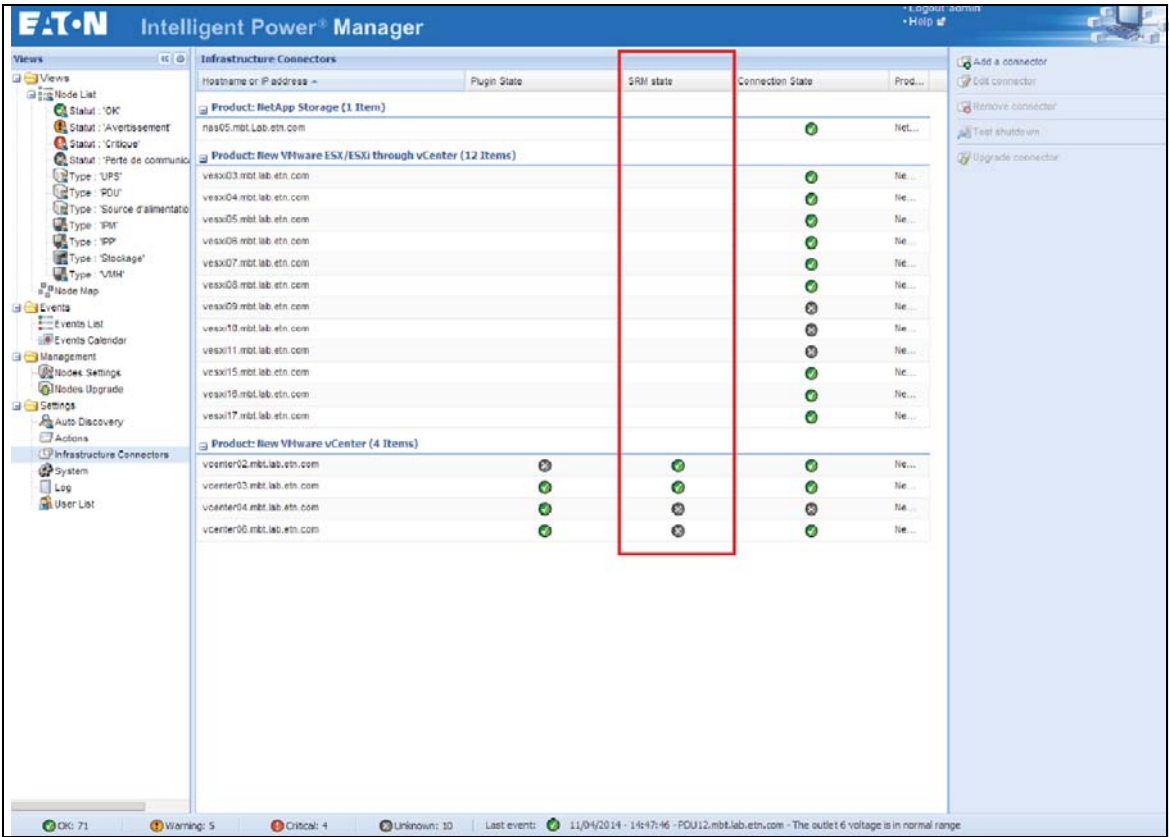 E·T·N Intelligent Power® Manager
• Logout admin
• Help
Views
Views
Node List
Statut : 'OK'
Statut : 'Avertissement'
Statut : 'Critique'
Statut : 'Perte de communic
Type : 'UPS'
Type : 'PDU'
Type : 'Source d'alimentatio
Type : 'IPM'
Type : 'IPP'
Type : 'Stockage'
Type : 'VMH'
Node Map
Events
Events List
Events Calendar
Management
Nodes Settings
Nodes Upgrade
Settings
Auto Discovery
Actions
Infrastructure Connectors
System
Log
User List
Infrastructure Connectors
Hostname or IP address Plugin State SRM state Connection State Prod...
Product: NetApp Storage (1 Item)
nas05.mbt.Lab.etn.com Net...
Product: New VMware ESX/ESXi through vCenter (12 Items)
vesxi03.mbt.lab.etn.com Ne...
vesxi04.mbt.lab.etn.com Ne...
vesxi05.mbt.lab.etn.com Ne...
vesxi06.mbt.lab.etn.com Ne...
vesxi07.mbt.lab.etn.com Ne...
vesxi08.mbt.lab.etn.com Ne...
vesxi09.mbt.lab.etn.com Ne...
vesxi10.mbt.lab.etn.com Ne...
vesxi11.mbt.lab.etn.com Ne...
vesxi15.mbt.lab.etn.com Ne...
vesxi16.mbt.lab.etn.com Ne...
vesxi17.mbt.lab.etn.com Ne...
Product: New VMware vCenter (4 Items)
vcenter02.mbt.lab.etn.com Ne...
vcenter03.mbt.lab.etn.com Ne...
vcenter04.mbt.lab.etn.com Ne...
vcenter06.mbt.lab.etn.com Ne...
Add a connector
Edit connector
Remove connector
Test shutdown
Upgrade connector
OK: 71 Warning: 5 Critical: 4 Unknown: 10 Last event: 11/04/2014 - 14:47:46 - PDU12.mbt.lab.etn.com - The outlet 6 voltage is in normal range